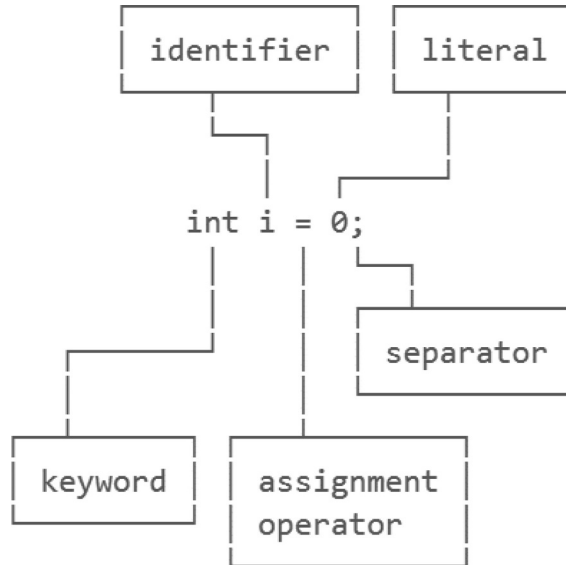 identifier
literal
int i = 0;
separator
keyword
assignment
operator